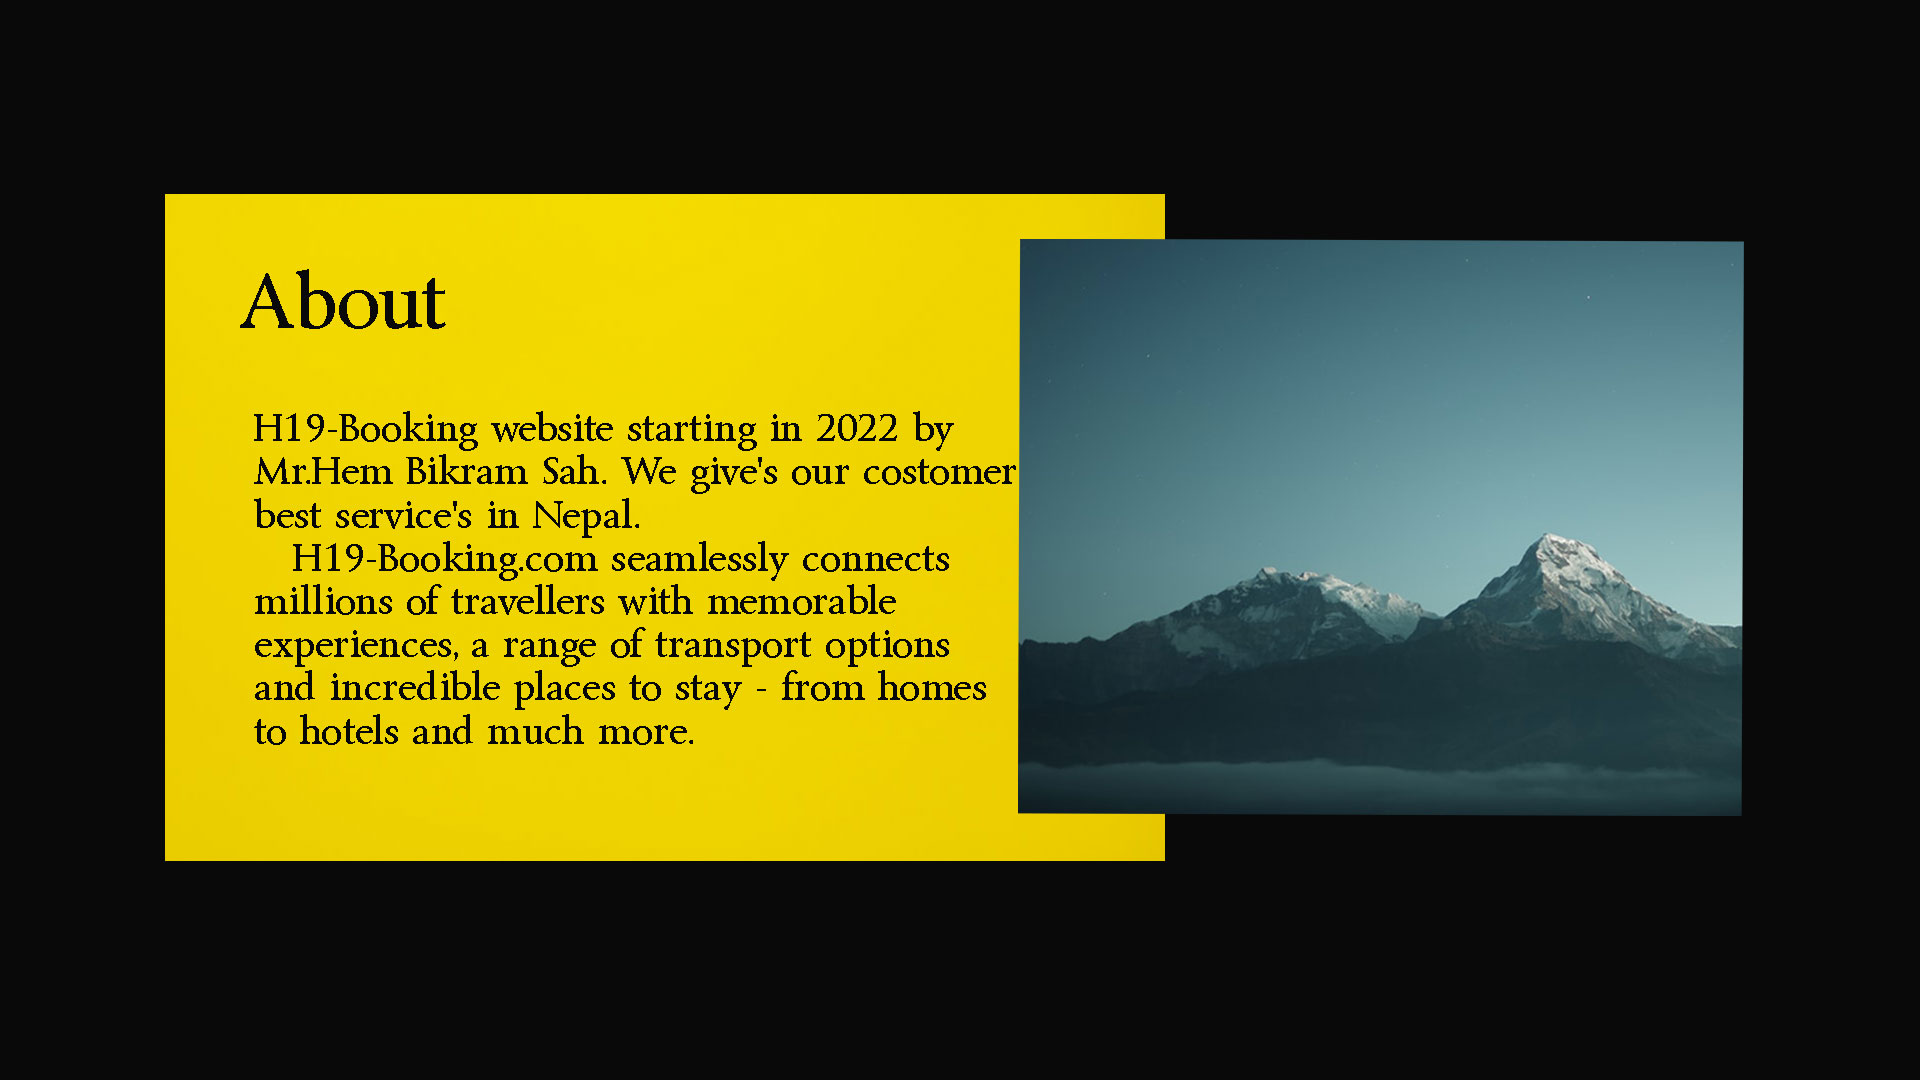 About
H19-Booking website starting in 2022 by
Mr.Hem Bikram Sah. We give's our costomer
best service's in Nepal.
H19-Booking.com seamlessly connects
millions of travellers with memorable
experiences, a range of transport options
and incredible places to stay - from homes
to hotels and much more.